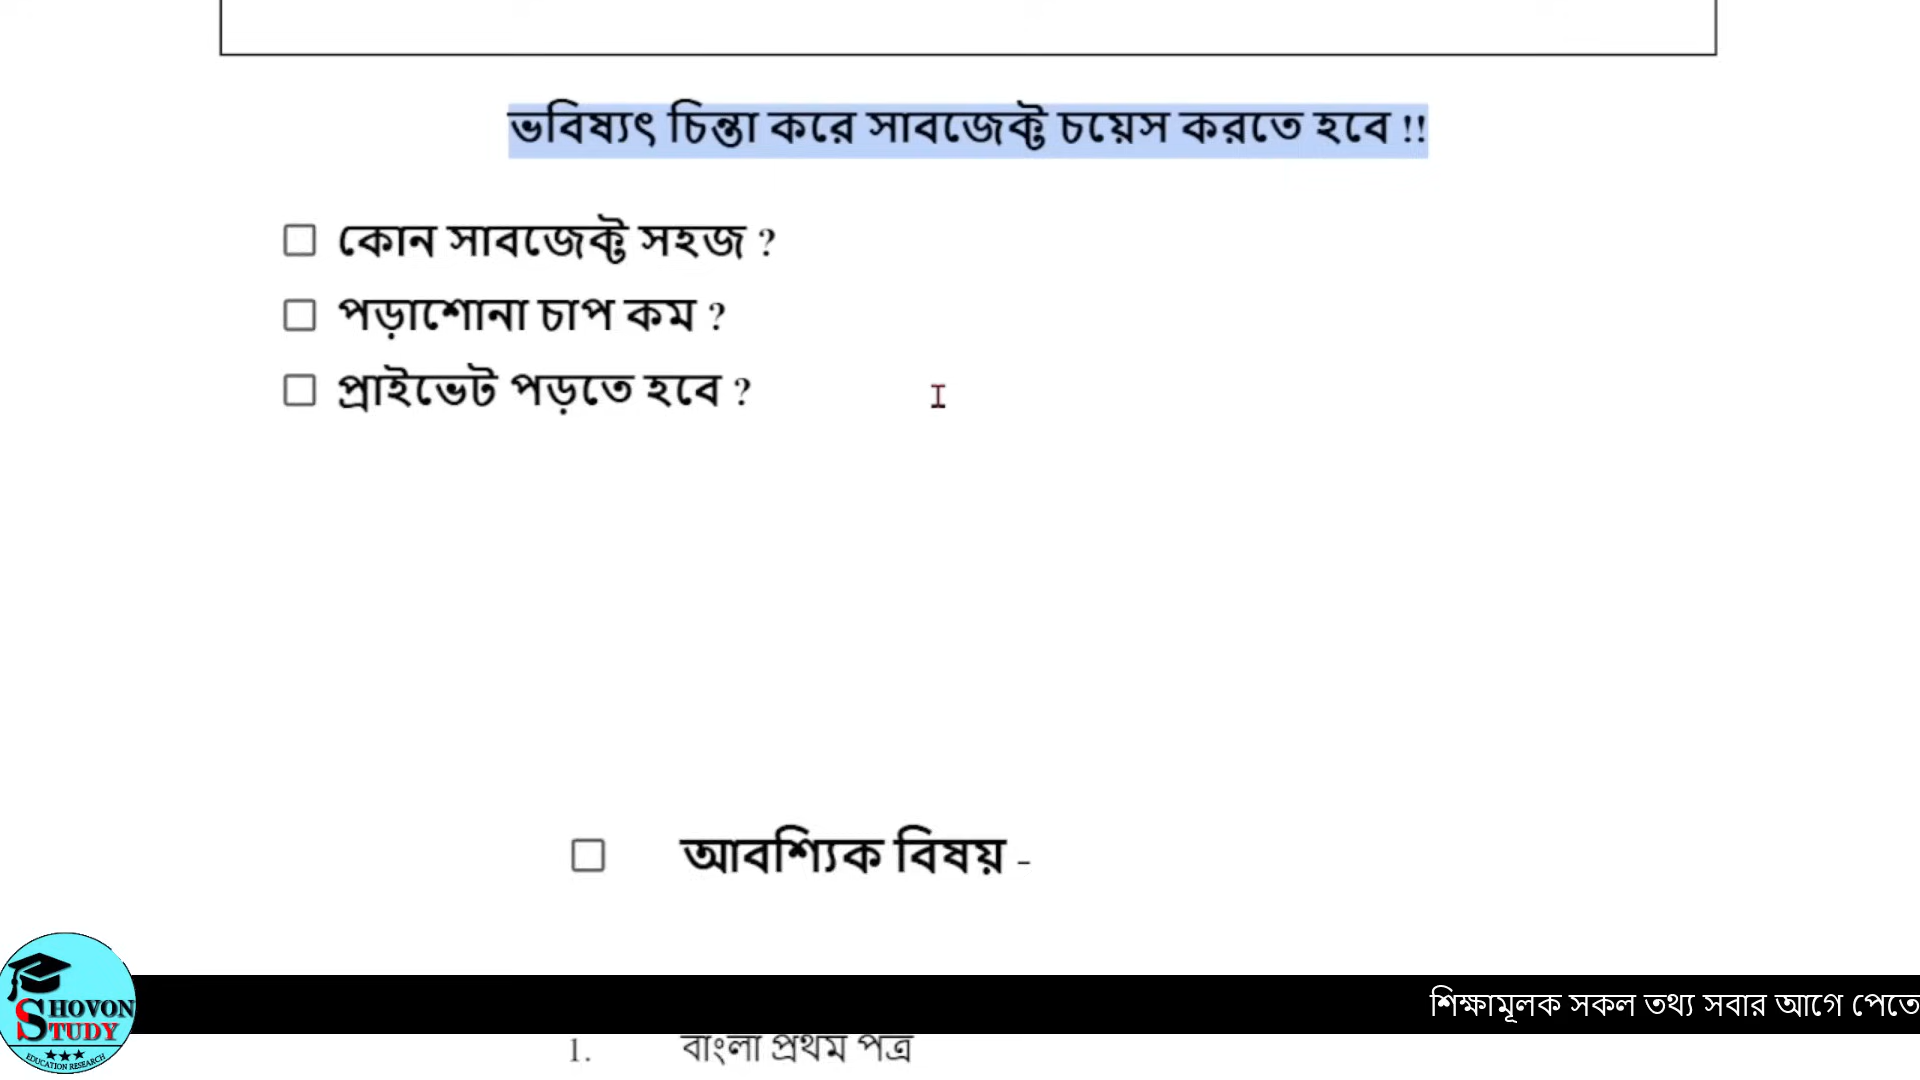 ভবিষ্যৎ চিন্তা করে সাবজেক্ট চয়েস করতে হবে !!
কোন সাবজেক্ট সহজ ?
পড়াশোনা চাপ কম ?
প্রাইভেট পড়তে হবে ?
আবশ্যিক বিষয় -
শিক্ষামূলক সকল তথ্য সবার আগে পেতে
SHOVON
STUDY
EDUCATION RESEARCH
1. বাংলা প্রথম পত্র